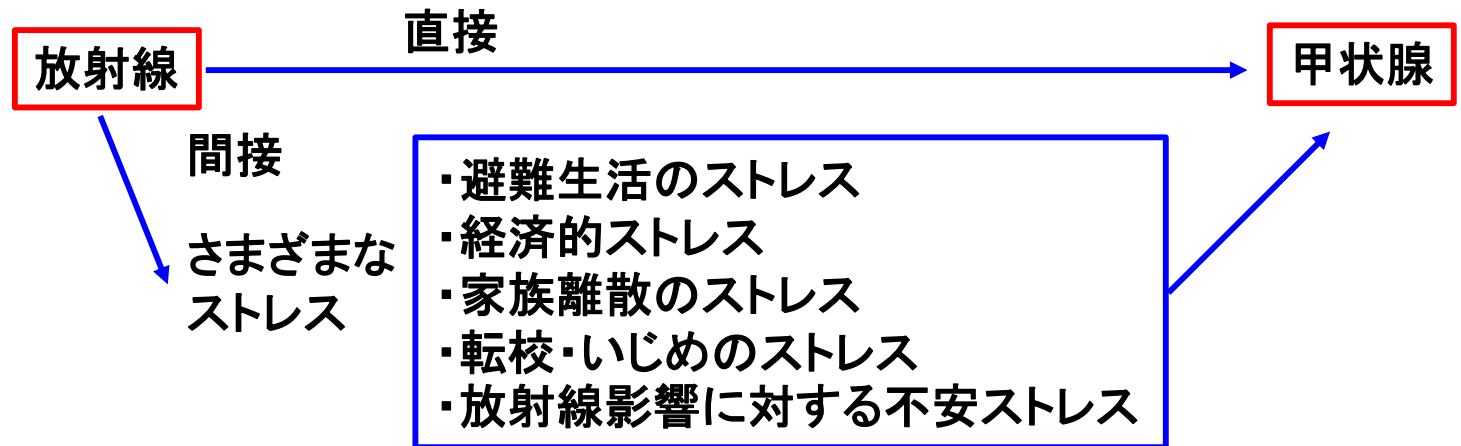 直接
放射線
甲状腺
間接
さまざまな
ストレス
・避難生活のストレス
・経済的ストレス
・家族離散のストレス
・転校・いじめのストレス
・放射線影響に対する不安ストレス